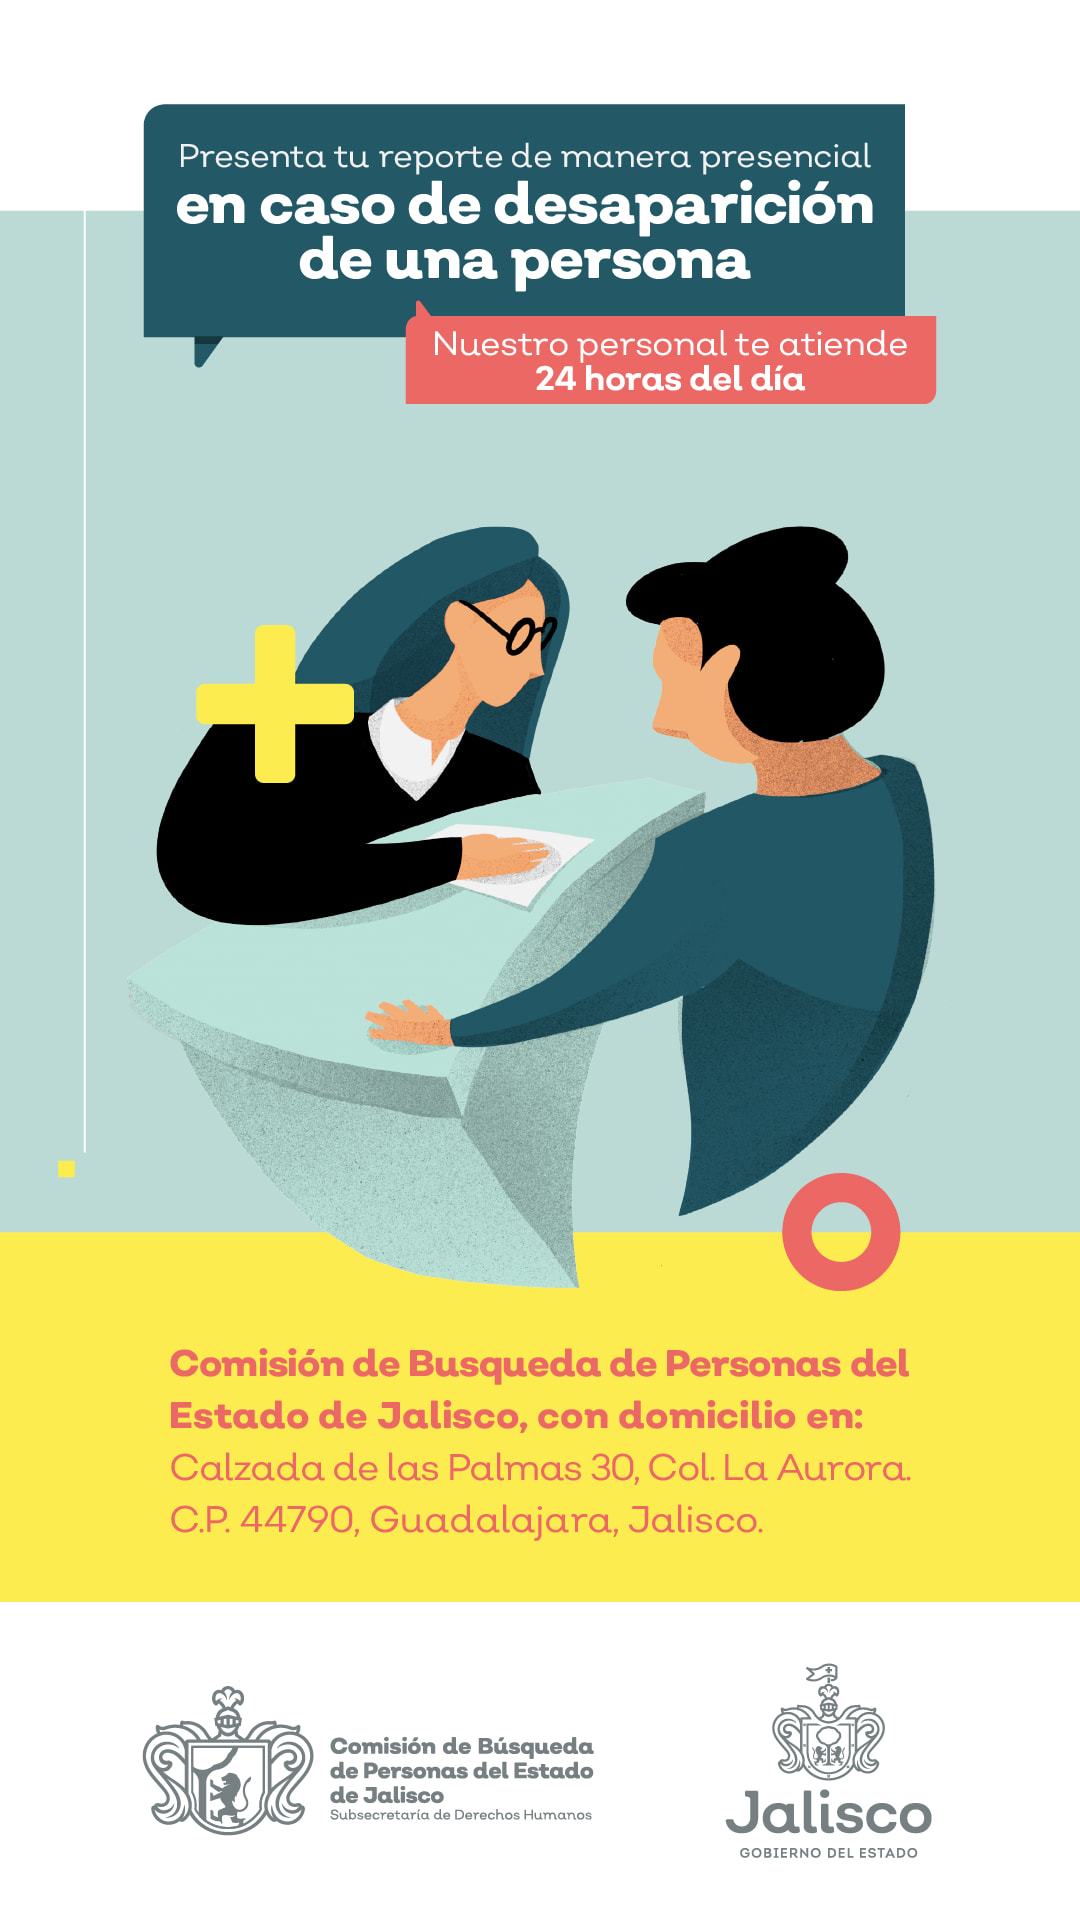 Presenta tu reporte de manera presencial
en caso de desaparición
de una persona
Nuestro personal te atiende
24 horas del día
Comisión de Busqueda de Personas del
Estado de Jalisco, con domicilio en:
Calzada de las Palmas 30, Col. La Aurora.
C.P. 44790, Guadalajara, Jalisco.
Comisión de Búsqueda
de Personas del Estado
de Jalisco
Subsecretaría de Derechos Humanos
Jalisco
GOBIERNO DEL ESTADO